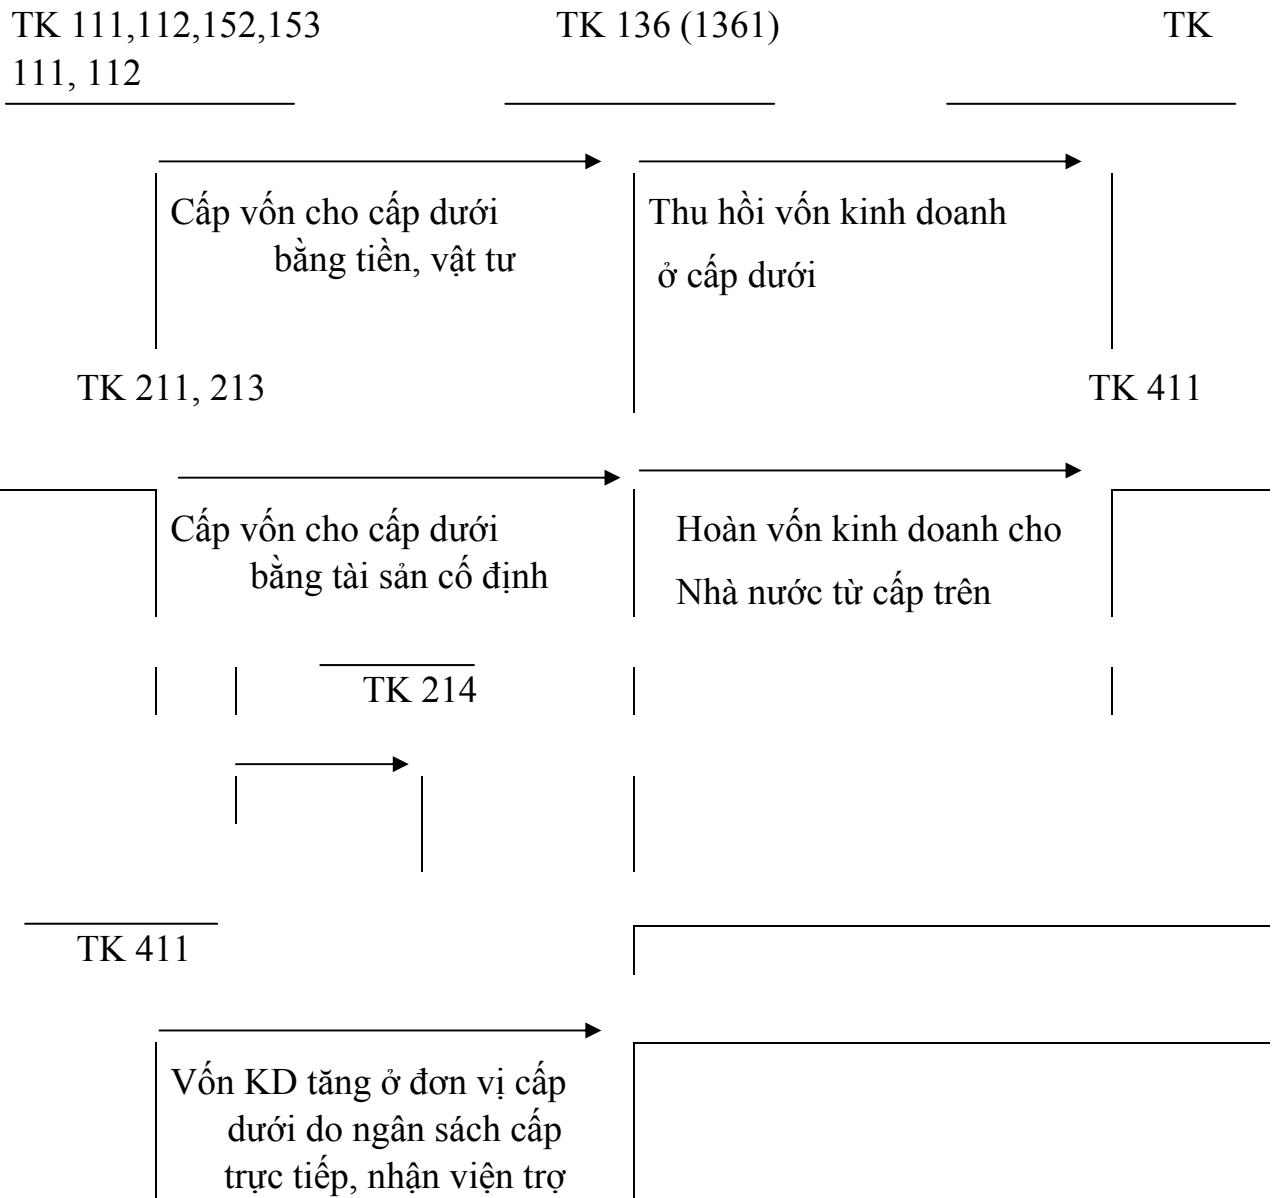 TK 111,112,152,153 TK 136 (1361) TK
111, 112
Cấp vốn cho cấp dưới
bằng tiền, vật tư
Thu hồi vốn kinh doanh
ở cấp dưới
TK 211, 213 TK 411
Cấp vốn cho cấp dưới
bằng tài sản cố định
Hoàn vốn kinh doanh cho
Nhà nước từ cấp trên
TK 214
TK 411
Vốn KD tăng ở đơn vị cấp
dưới do ngân sách cấp
trực tiếp, nhận viện trợ